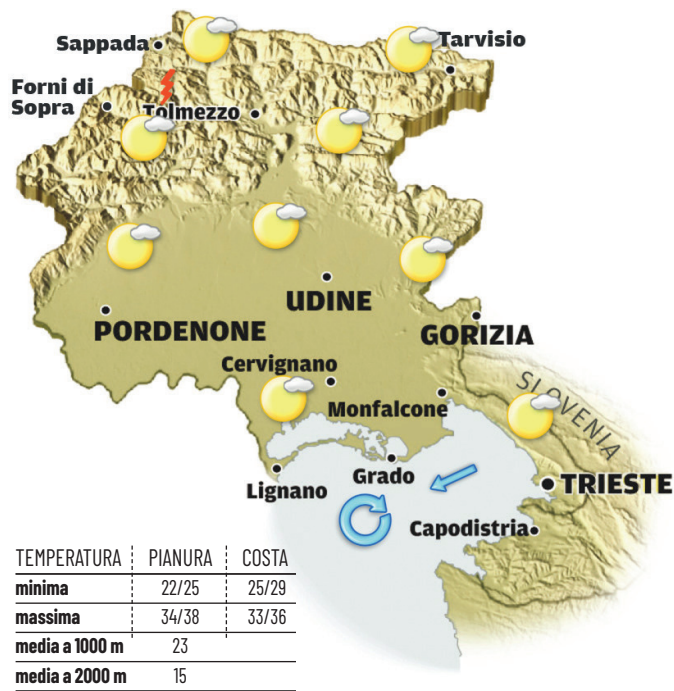 Sappada
Tarvisio
Forni di
Sopra
Tolmezzo
UDINE
PORDENONE
GORIZIA
Cervignano
SLOVENIA
Monfalcone
Grado
Lignano
TRIESTE
Capodistria
TEMPERATURA PIANURA COSTA
minima 22/25 25/29
massima 34/38 33/36
media a 1000 m 23
media a 2000 m 15